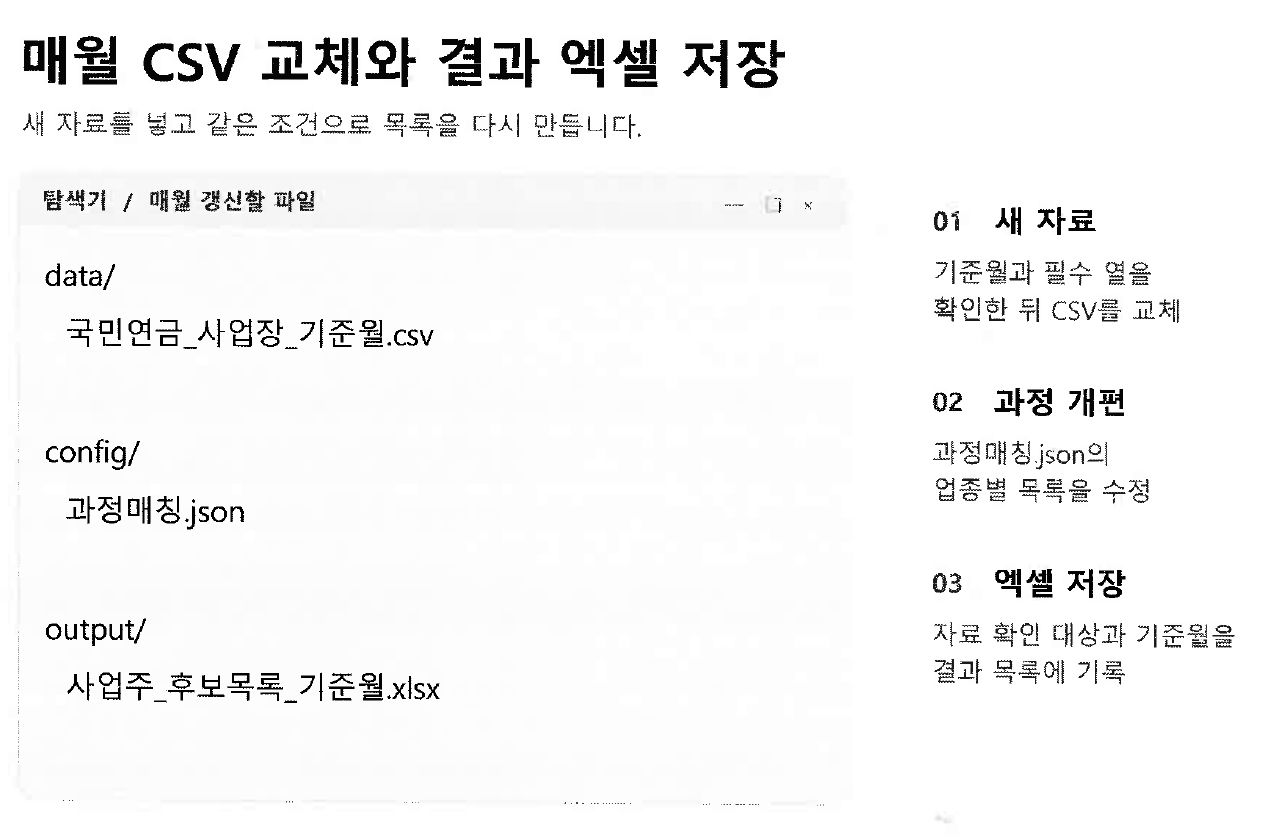 매월 CSV 교체와 결과 엑셀 저장
새 자료를 넣고 같은 조건으로 목록을 다시 만듭니다.
탐색기 / 매월 갱신할 파일
data/
국민연금_사업장_기준월.csv
config/
과정매칭.json
output/
사업주_후보목록_기준월.xlsx
01 새 자료
기준월과 필수 열을
확인한 뒤 CSV를 교체
02 과정 개편
과정매칭.json의
업종별 목록을 수정
03 엑셀 저장
자료 확인 대상과 기준월을
결과 목록에 기록